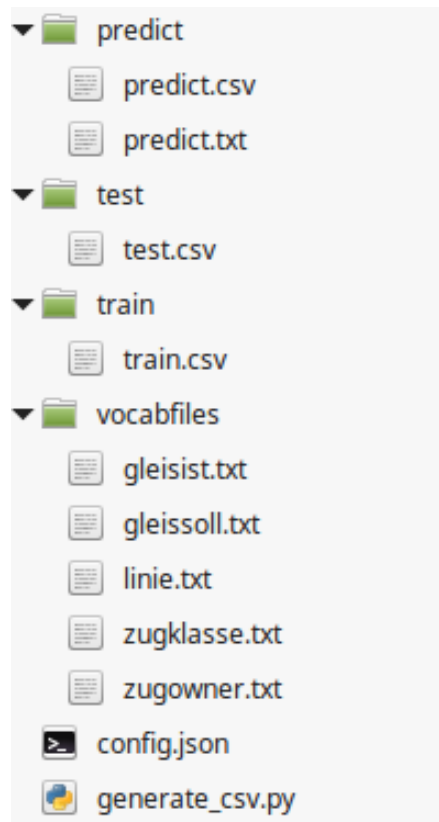 predict
predict.csv
predict.txt
test
test.csv
train
train.csv
vocabfiles
gleisist.txt
gleissoll.txt
linie.txt
zugklasse.txt
zugowner.txt
config.json
generate_csv.py